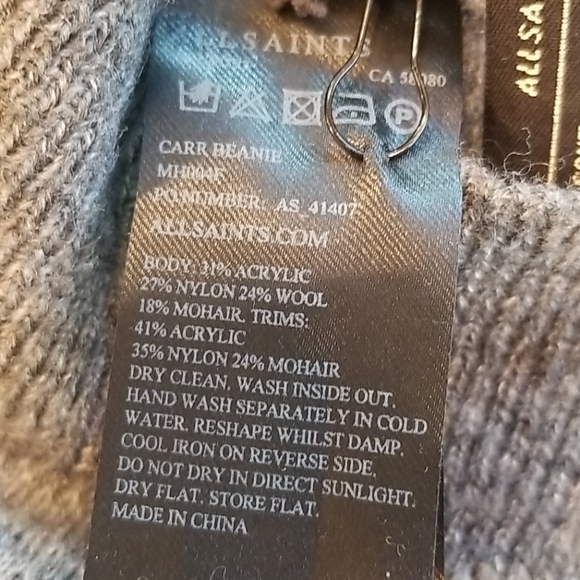 ALLSAINTS
CA 58080
P
CARR BEANIE
MH004F
PO NUMBER: AS_41407
ALLSAINTS.COM
BODY: 31% ACRYLIC
27% NYLON 24% WOOL
18% MOHAIR. TRIMS:
41% ACRYLIC
35% NYLON 24% MOHAIR
DRY CLEAN. WASH INSIDE OUT.
HAND WASH SEPARATELY IN COLD
WATER. RESHAPE WHILST DAMP.
COOL IRON ON REVERSE SIDE.
DO NOT DRY IN DIRECT SUNLIGHT.
DRY FLAT. STORE FLAT.
MADE IN CHINA
ALLSA